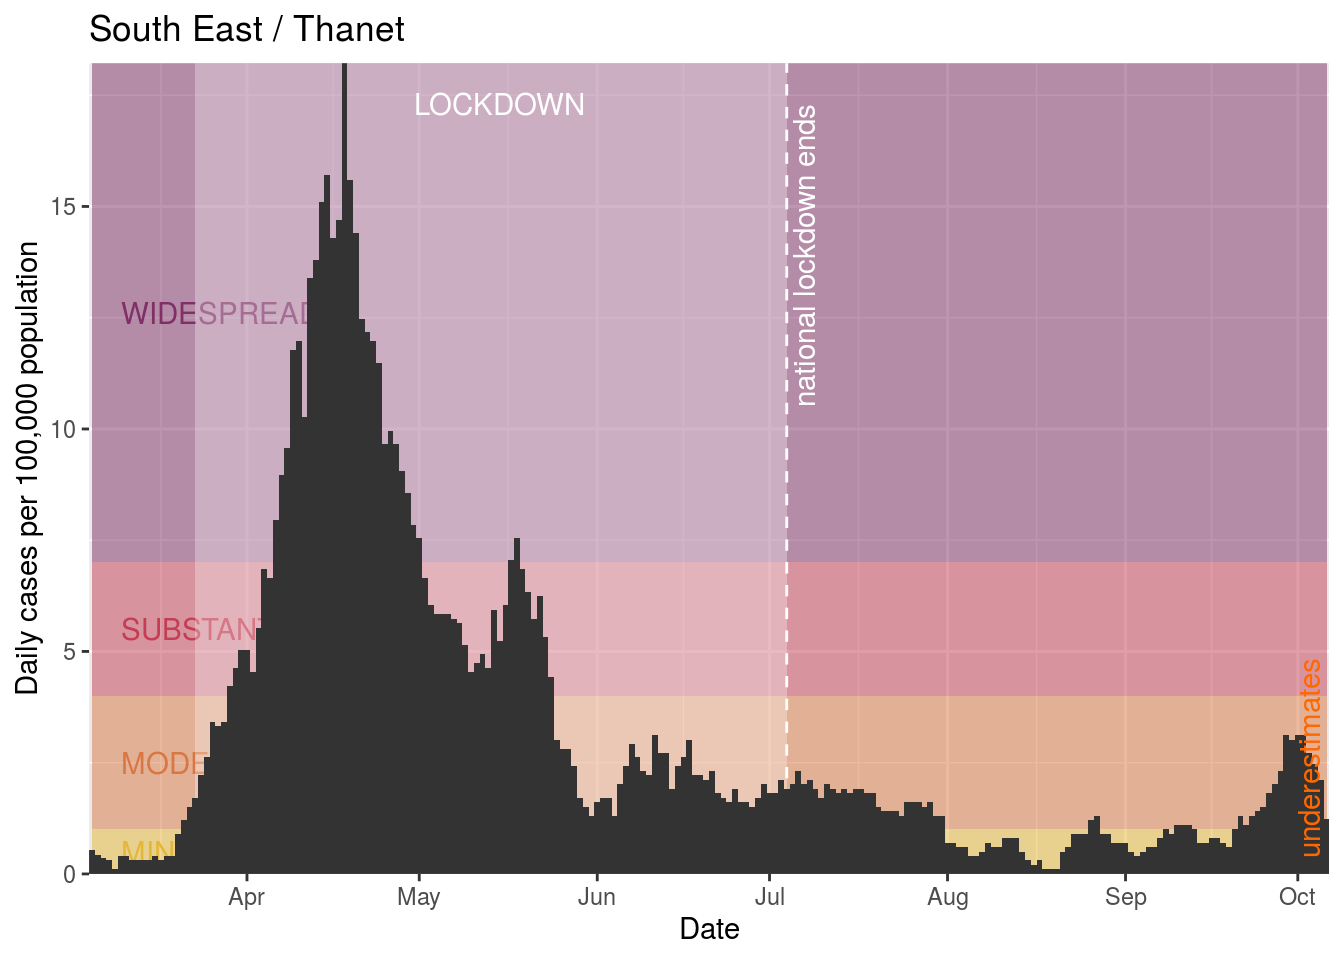 South East / Thanet
LOCKDOWN
national lockdown ends
WIDESPREAD
SUBSTANT
MODE
MIN
underestimates
Daily cases per 100,000 population
15
10
5
0
Apr
May
Jun
Jul
Aug
Sep
Oct
Date